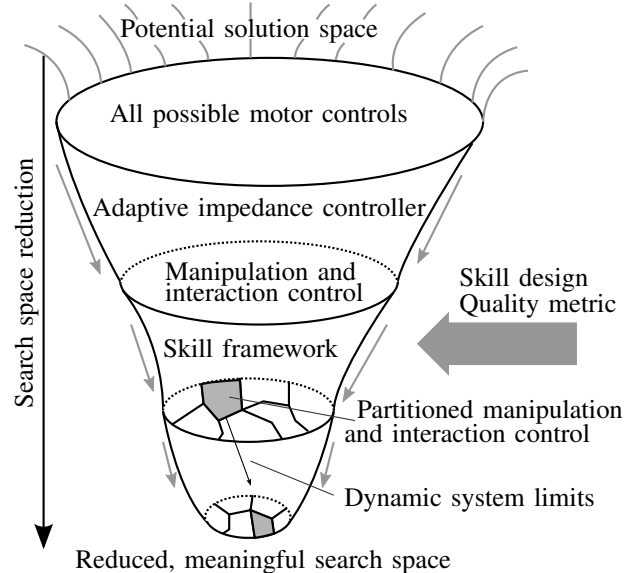 Potential solution space
All possible motor controls
Adaptive impedance controller
Search space reduction
Manipulation and
interaction control
Skill design
Quality metric
Skill framework
Partitioned manipulation
and interaction control
Dynamic system limits
Reduced, meaningful search space